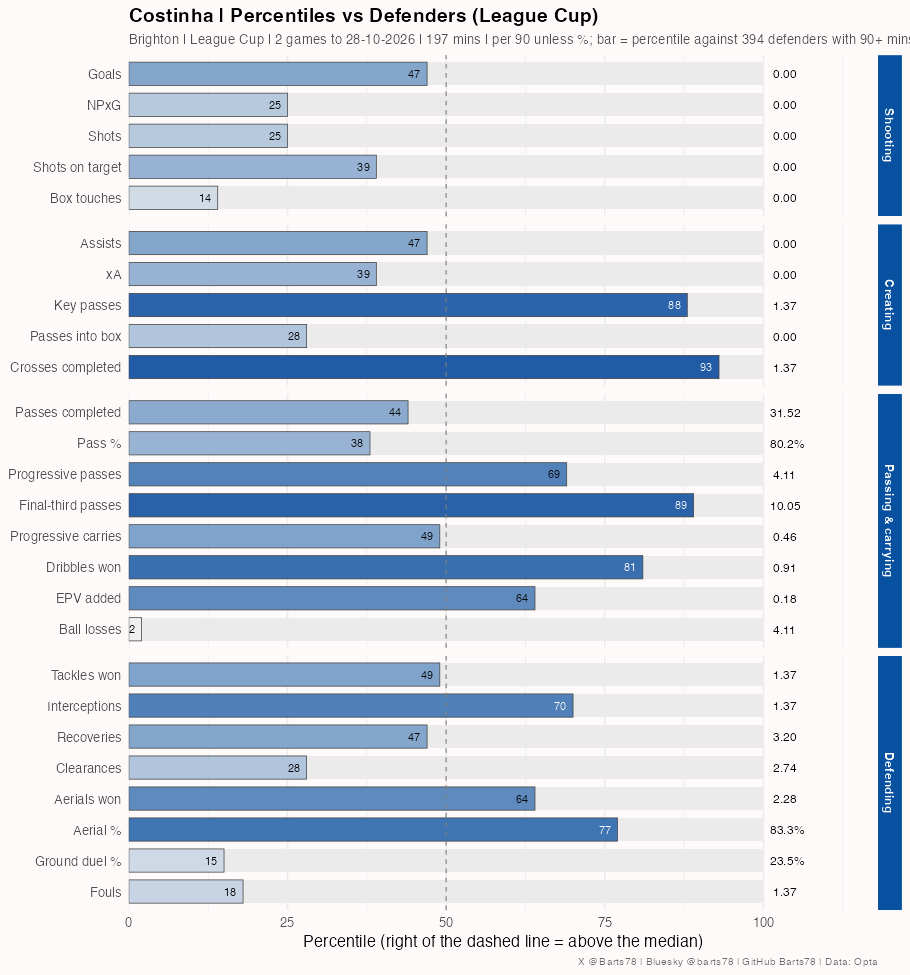 Costinha | Percentiles vs Defenders (League Cup)
Brighton | League Cup | 2 games to 28-10-2026 | 197 mins | per 90 unless %; bar = percentile against 394 defenders with 90+ mins
Goals 47 0.00
NPxG 25 0.00
Shots 25 0.00
Shots on target 39 0.00
Box touches 14 0.00
Shooting
Assists 47 0.00
xA 39 0.00
Key passes 88 1.37
Passes into box 28 0.00
Crosses completed 93 1.37
Creating
Passes completed 44 31.52
Pass % 38 80.2%
Progressive passes 69 4.11
Final-third passes 89 10.05
Progressive carries 49 0.46
Dribbles won 81 0.91
EPV added 64 0.18
Ball losses 2 4.11
Passing & carrying
Tackles won 49 1.37
Interceptions 70 1.37
Recoveries 47 3.20
Clearances 28 2.74
Aerials won 64 2.28
Aerial % 77 83.3%
Ground duel % 15 23.5%
Fouls 18 1.37
Defending
0 25 50 75 100
Percentile (right of the dashed line = above the median)
X @Barts78 | Bluesky @barts78 | GitHub Barts78 | Data: Opta